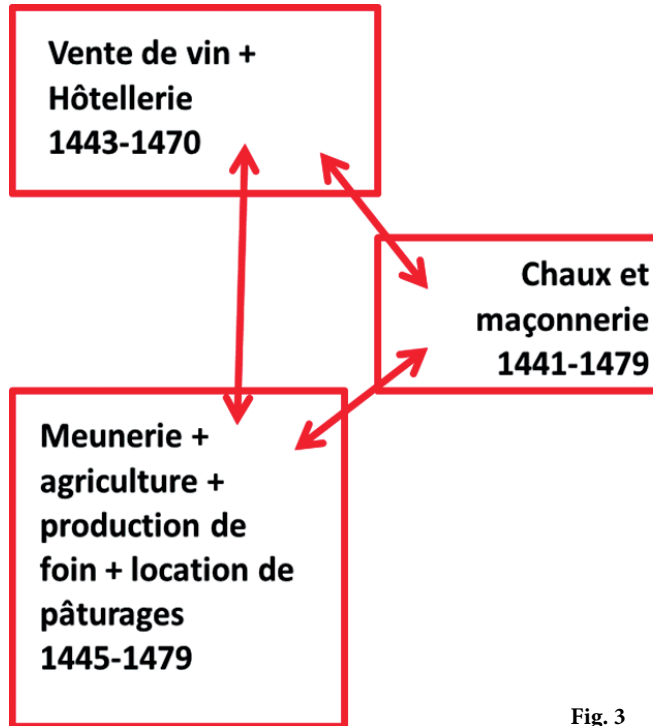 Vente de vin +
Hôtellerie
1443-1470
Chaux et
maçonnerie
1441-1479
Meunerie +
agriculture +
production de
foin + location de
pâturages
1445-1479
Fig. 3